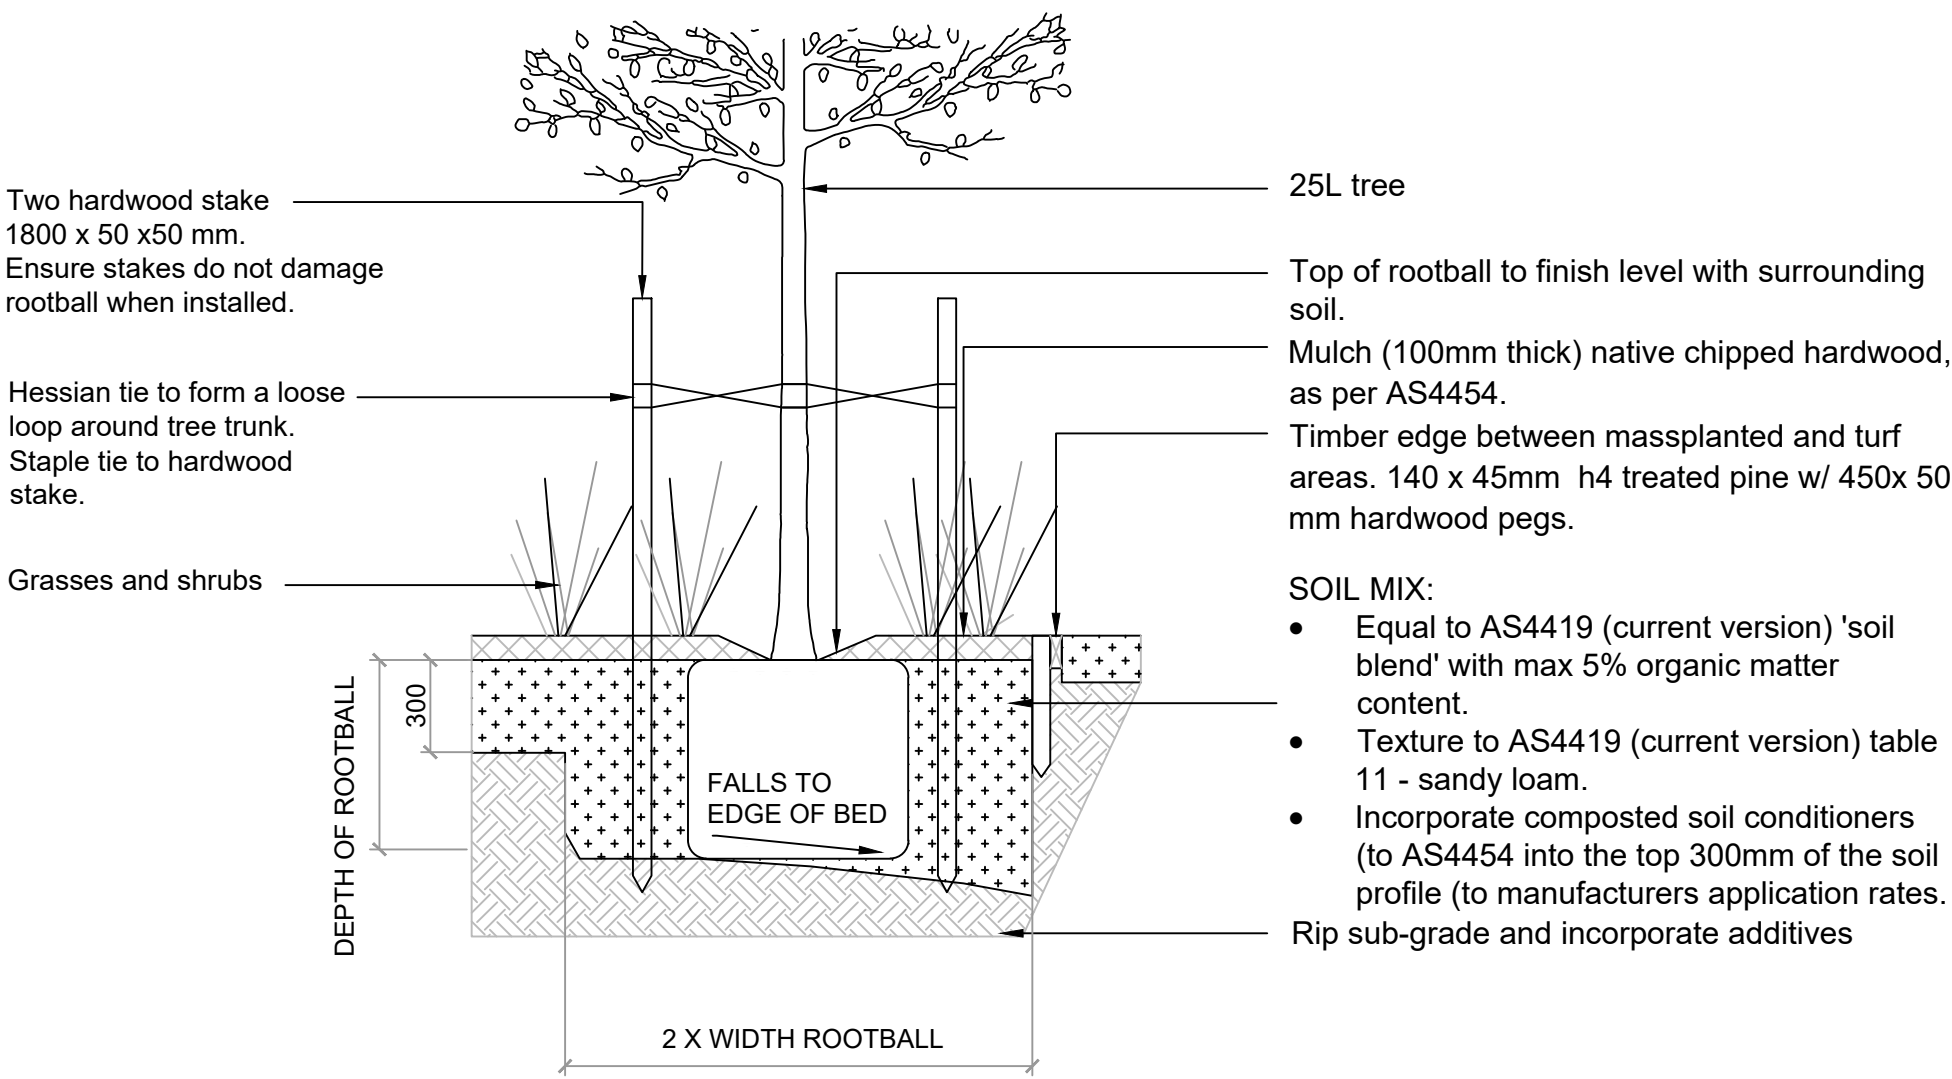 Two hardwood stake
1800 x 50 x50 mm.
Ensure stakes do not damage
rootball when installed.
Hessian tie to form a loose
loop around tree trunk.
Staple tie to hardwood
stake.
Grasses and shrubs
DEPTH OF ROOTBALL
300
FALLS TO
EDGE OF BED
2 X WIDTH ROOTBALL
25L tree
Top of rootball to finish level with surrounding
soil.
Mulch (100mm thick) native chipped hardwood,
as per AS4454.
Timber edge between massplanted and turf
areas. 140 x 45mm h4 treated pine w/ 450x 50
mm hardwood pegs.
SOIL MIX:
• Equal to AS4419 (current version) 'soil
blend' with max 5% organic matter
content.
• Texture to AS4419 (current version) table
11 - sandy loam.
• Incorporate composted soil conditioners
(to AS4454 into the top 300mm of the soil
profile (to manufacturers application rates.
Rip sub-grade and incorporate additives